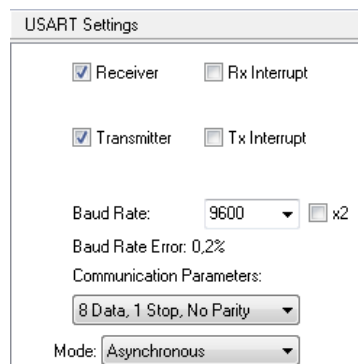 USART Settings
Receiver Rx Interrupt
Transmitter Tx Interrupt
Baud Rate: 9600 x2
Baud Rate Error: 0,2%
Communication Parameters:
8 Data, 1 Stop, No Parity
Mode: Asynchronous